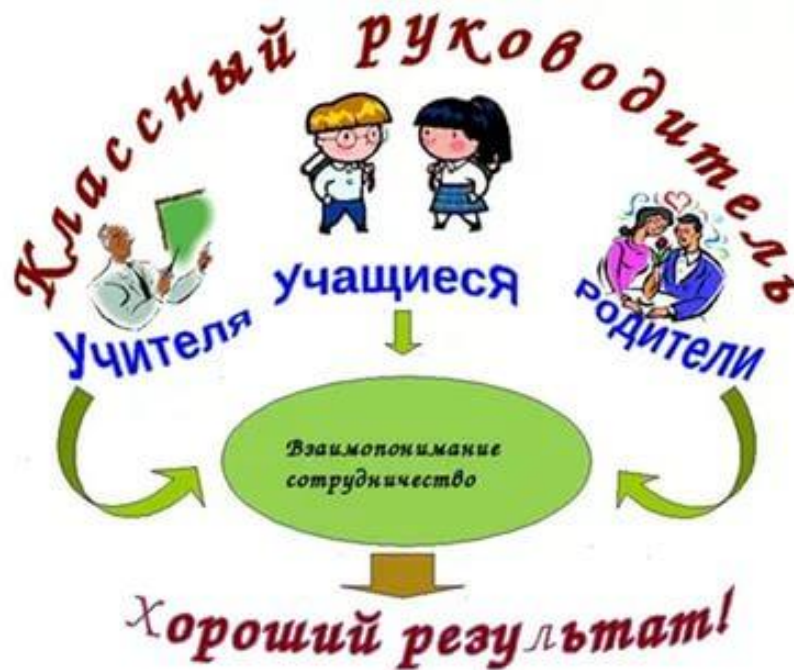 Классный руководитель
Учителя
Учащиеся
Родители
Взаимопонимание
сотрудничество
Хороший результат!